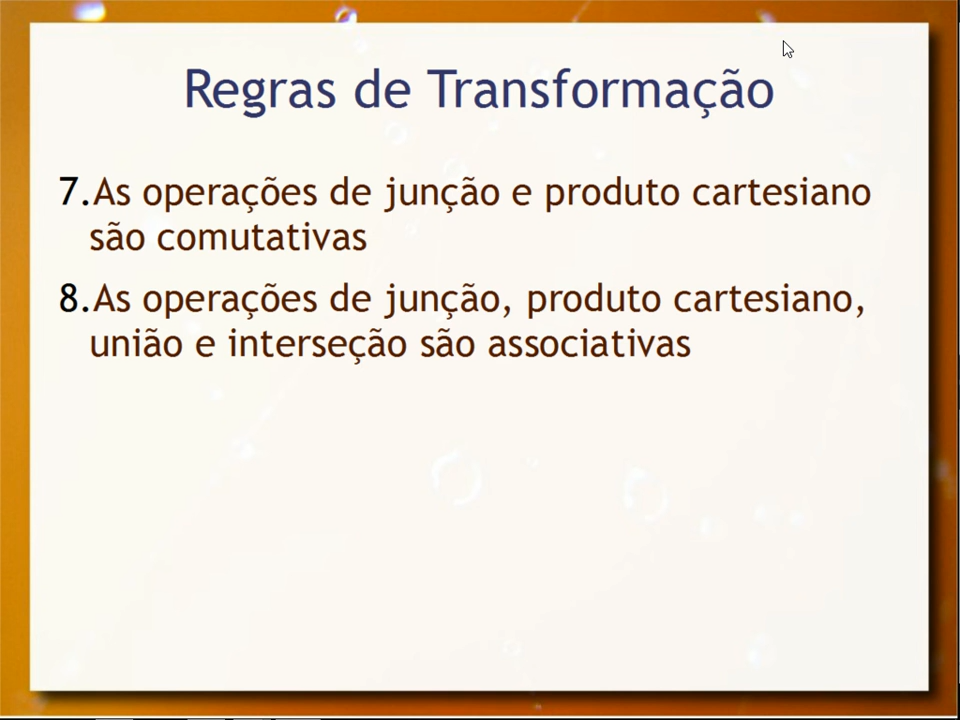 Regras de Transformação
7.As operações de junção e produto cartesiano
são comutativas
8.As operações de junção, produto cartesiano,
união e interseção são associativas